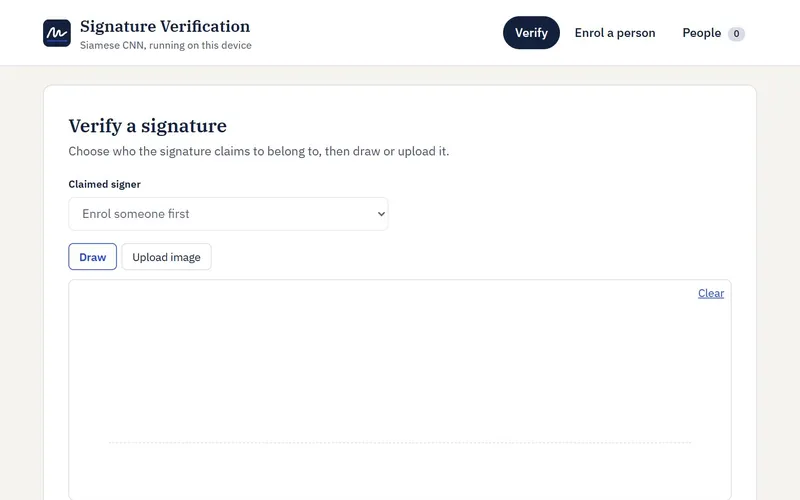 Signature Verification
Siamese CNN, running on this device
Verify
Enrol a person
People 0
Verify a signature
Choose who the signature claims to belong to, then draw or upload it.
Claimed signer
Enrol someone first
Draw
Upload image
Clear